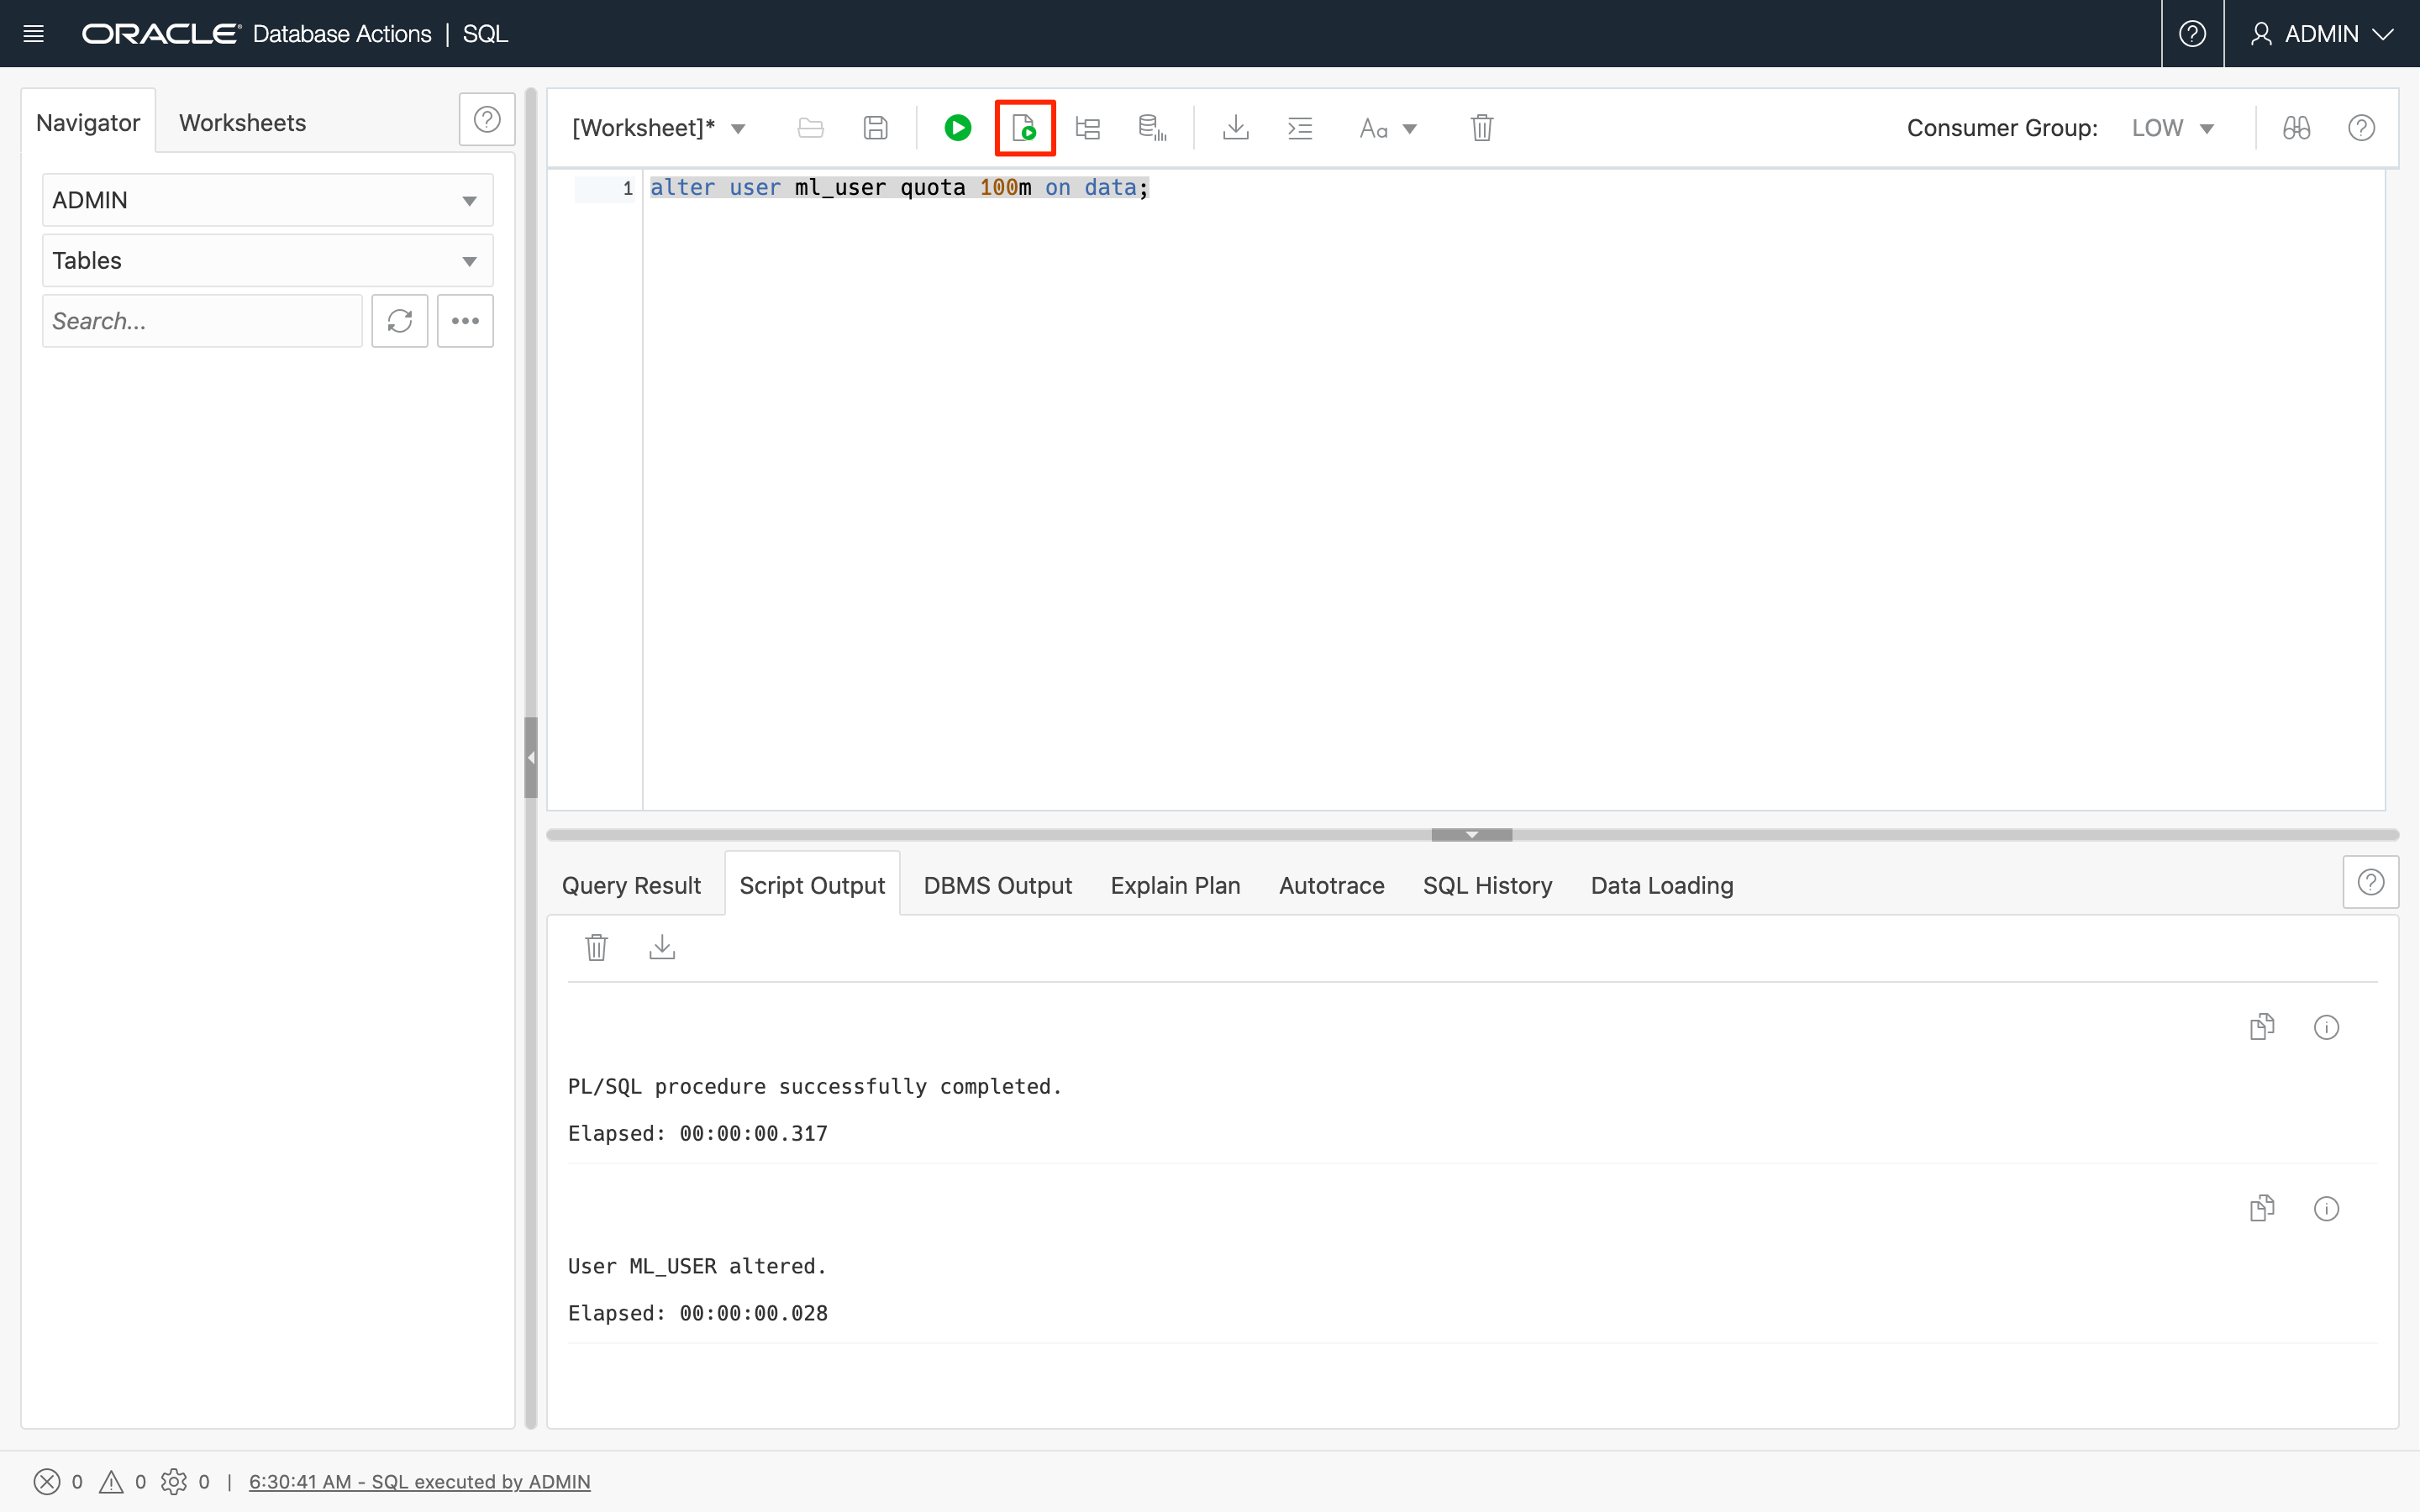 ORACLE Database Actions | SQL
ADMIN
Navigator
Worksheets
ADMIN
Tables
Search...
[Worksheet]*
Aa
Consumer Group: LOW
1 alter user ml_user quota 100m on data;
Query Result
Script Output
DBMS Output
Explain Plan
Autotrace
SQL History
Data Loading
PL/SQL procedure successfully completed.
Elapsed: 00:00:00.317
User ML_USER altered.
Elapsed: 00:00:00.028
0 0 0 | 6:30:41 AM - SQL executed by ADMIN